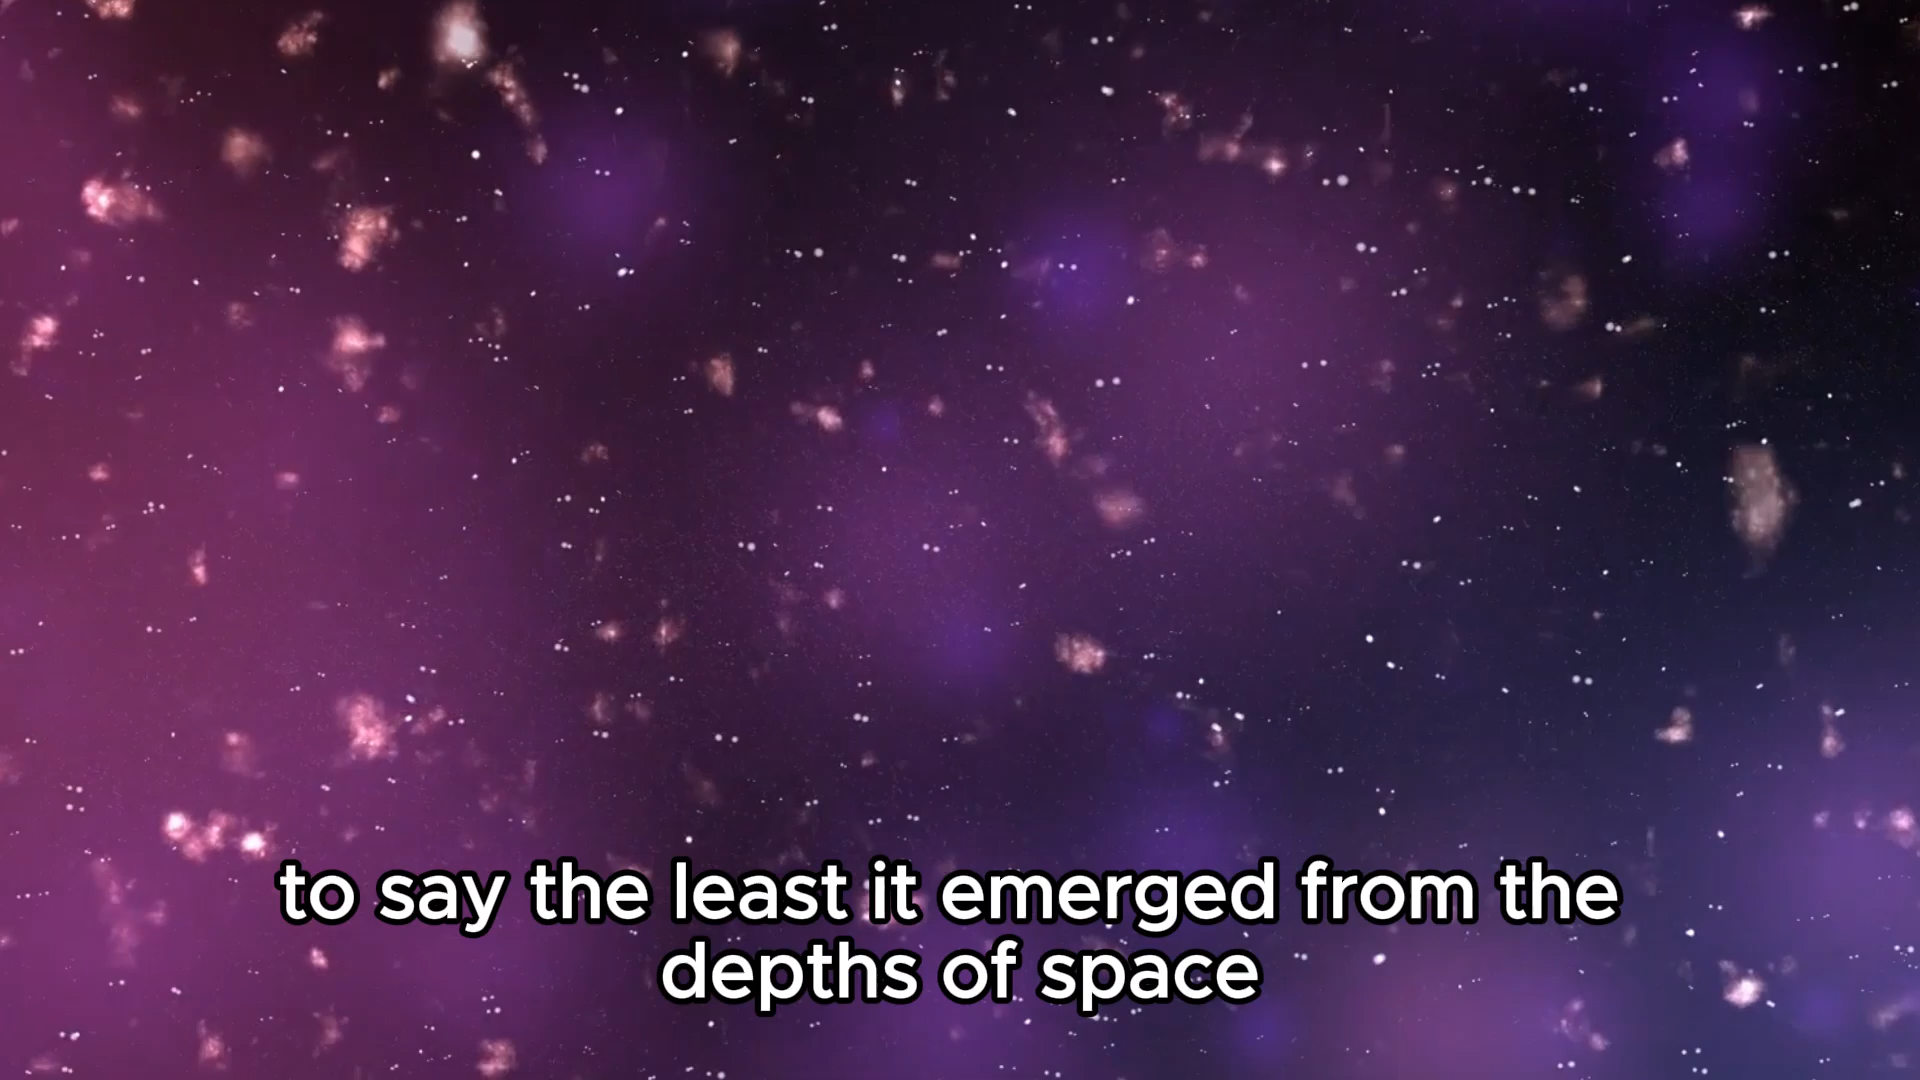 to say the least it emerged from the
depths of space